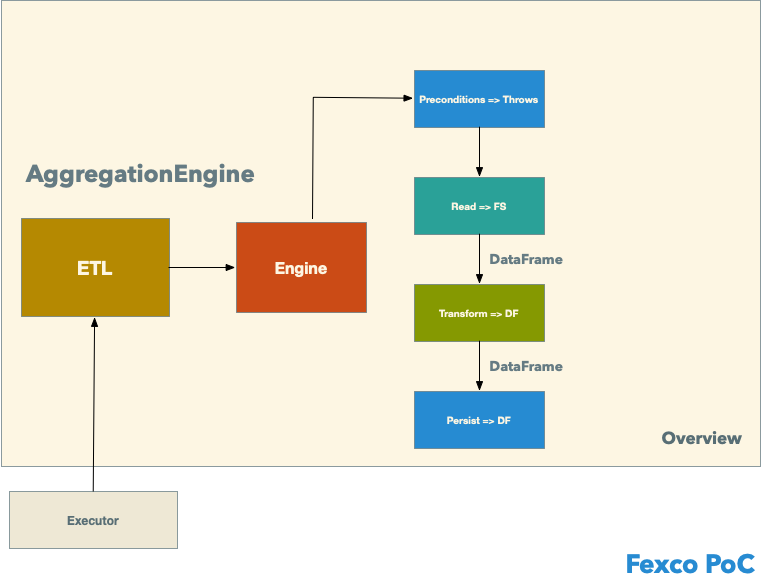 Preconditions => Throws
AggregationEngine
Read => FS
ETL
Engine
DataFrame
Transform => DF
DataFrame
Persist => DF
Overview
Executor
Fexco PoC